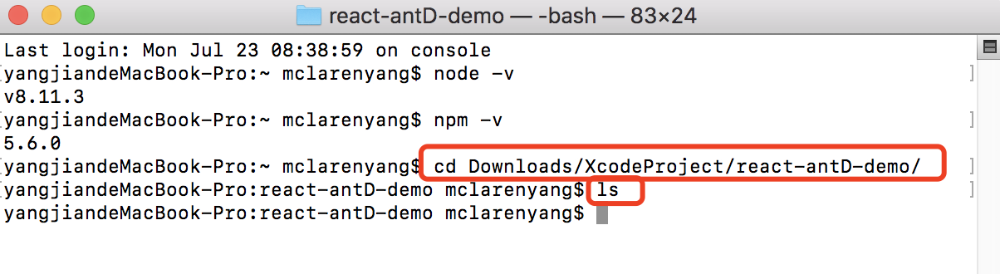 react-antD-demo — -bash — 83×24
Last login: Mon Jul 23 08:38:59 on console
[yangjiandeMacBook-Pro:~ mclarenyang$ node -v ]
v8.11.3
[yangjiandeMacBook-Pro:~ mclarenyang$ npm -v ]
5.6.0
[yangjiandeMacBook-Pro:~ mclarenyang$ cd Downloads/XcodeProject/react-antD-demo/ ]
[yangjiandeMacBook-Pro:react-antD-demo mclarenyang$ ls ]
yangjiandeMacBook-Pro:react-antD-demo mclarenyang$